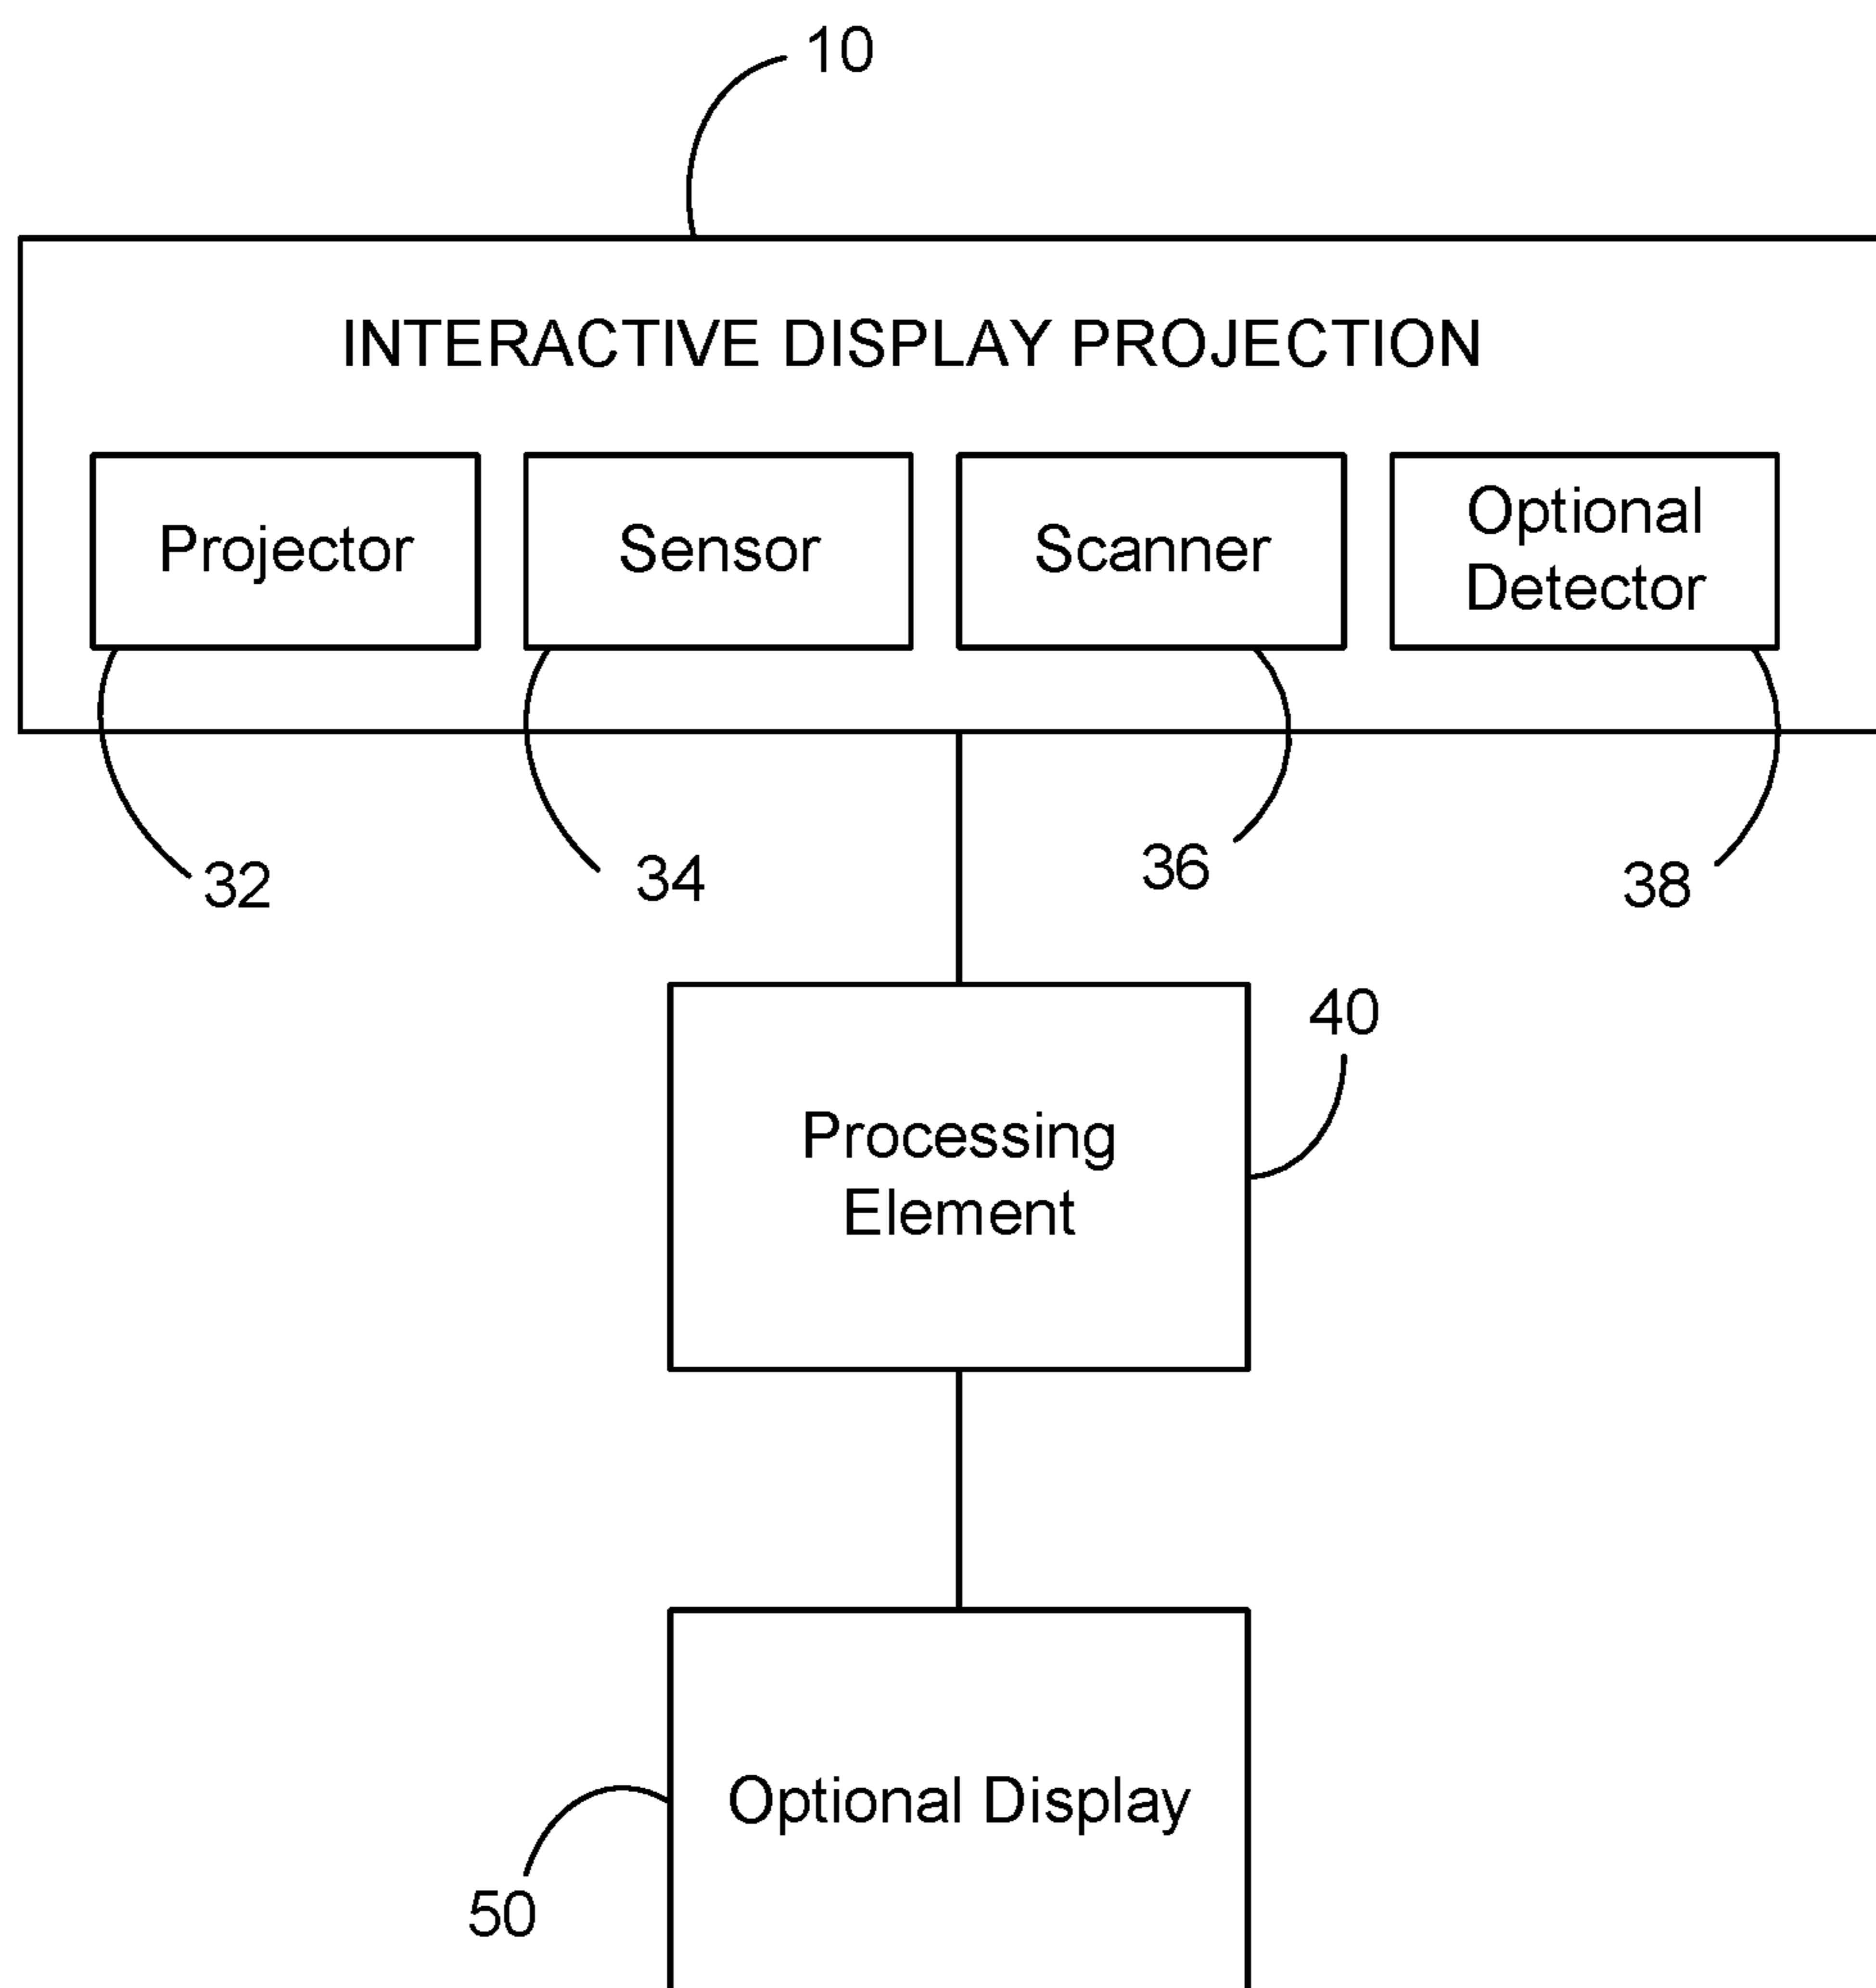 10
INTERACTIVE DISPLAY PROJECTION
Projector
Sensor
Scanner
Optional
Detector
32
34
36
38
40
Processing
Element
Optional Display
50